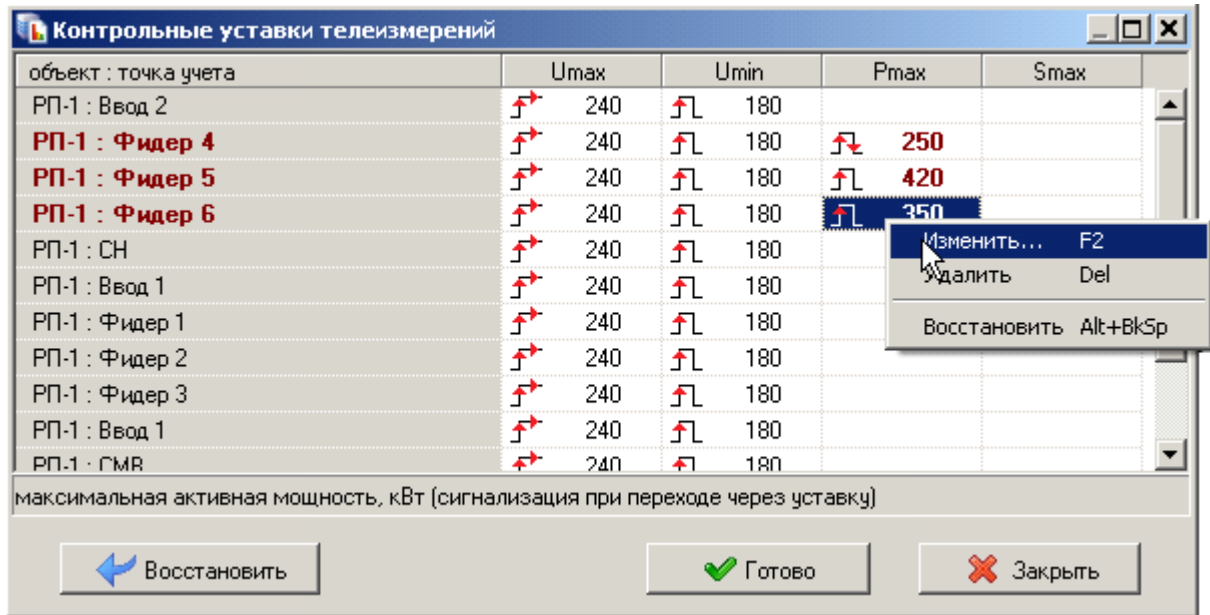 Контрольные уставки телеизмерений
объект : точка учета Umax Umin Pmax Smax
РП-1 : Ввод 2 240 180
РП-1 : Фидер 4 240 180 250
РП-1 : Фидер 5 240 180 420
РП-1 : Фидер 6 240 180 350
Изменить... F2
РП-1 : СН 240 180
Удалить Del
РП-1 : Ввод 1 240 180
Восстановить Alt+BkSp
РП-1 : Фидер 1 240 180
РП-1 : Фидер 2 240 180
РП-1 : Фидер 3 240 180
РП-1 : Ввод 1 240 180
РП-1 : СМВ 240 180
максимальная активная мощность, кВт (сигнализация при переходе через уставку)
Восстановить Готово Закрыть